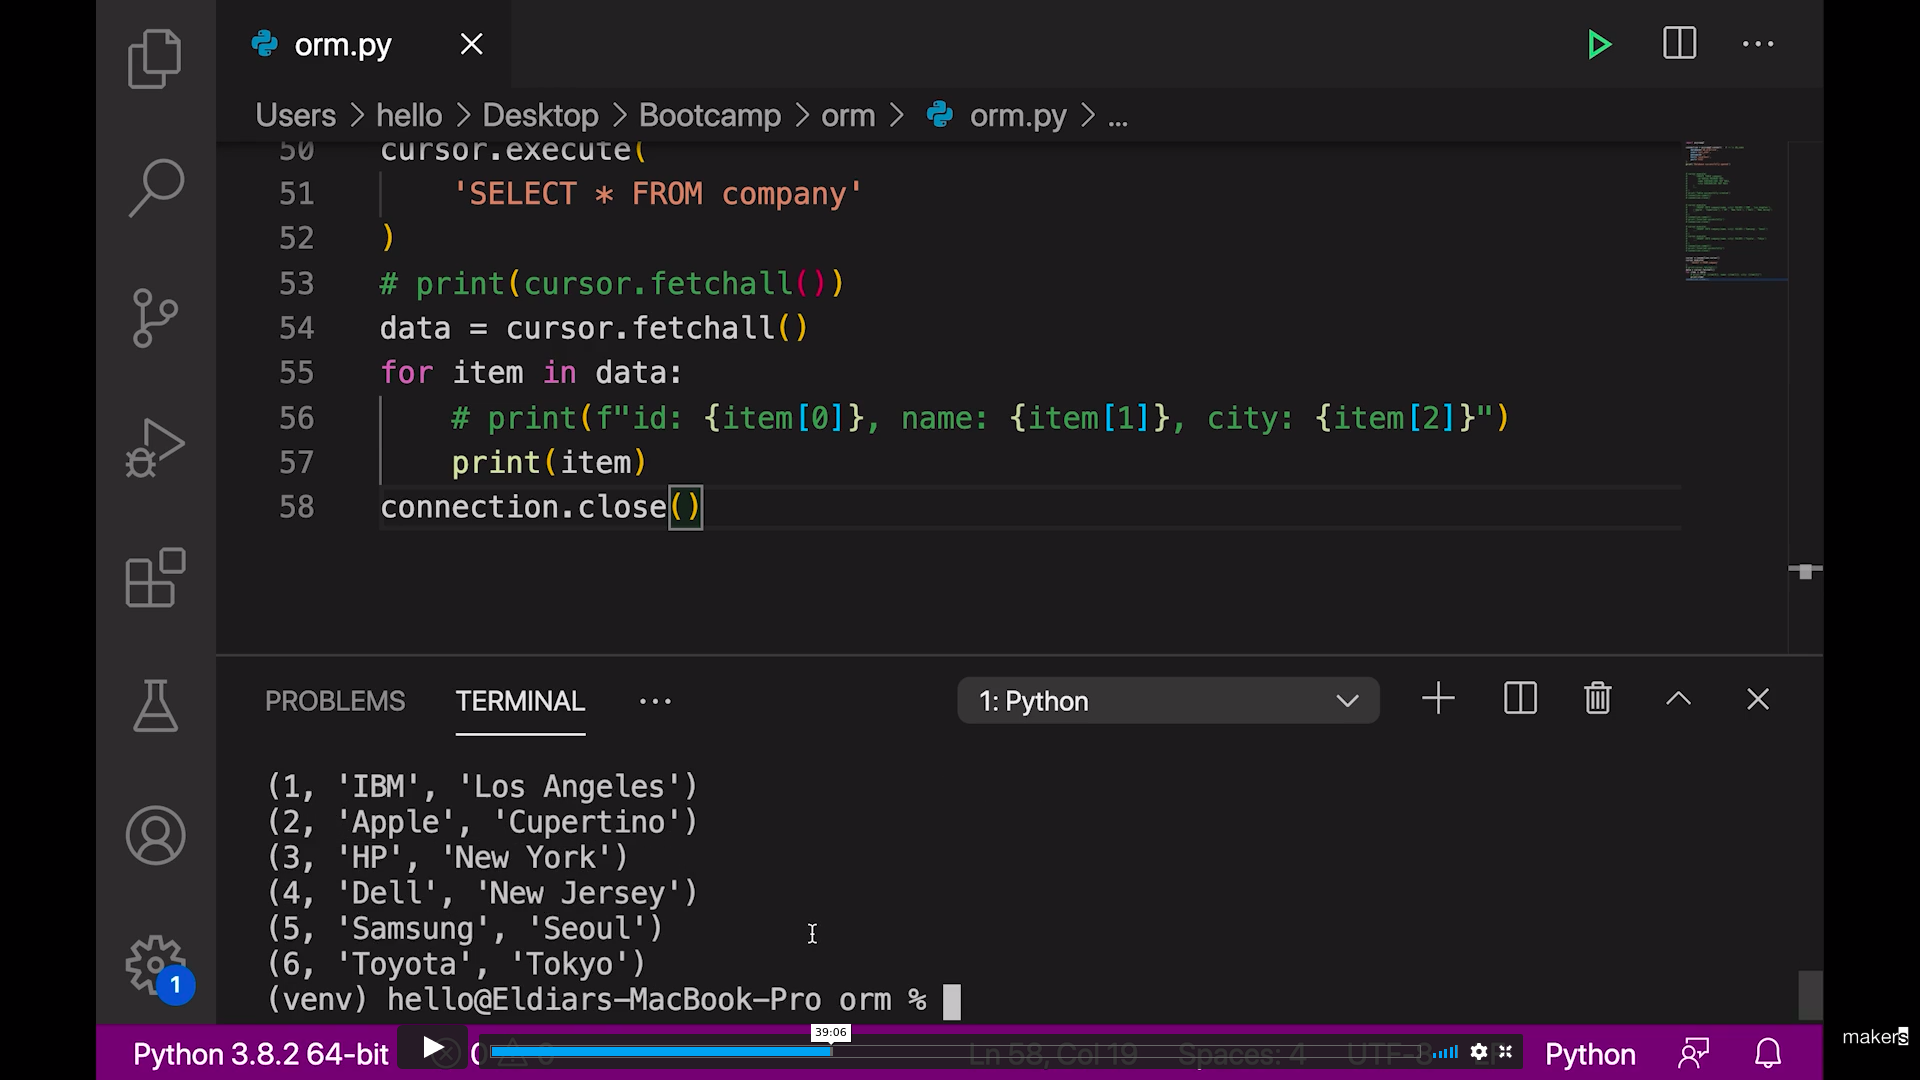 orm.py
Users > hello > Desktop > Bootcamp > orm > orm.py > ...
50 cursor.execute(
51 'SELECT * FROM company'
52 )
53 # print(cursor.fetchall())
54 data = cursor.fetchall()
55 for item in data:
56 # print(f"id: {item[0]}, name: {item[1]}, city: {item[2]}")
57 print(item)
58 connection.close()
PROBLEMS TERMINAL ... 1: Python
(1, 'IBM', 'Los Angeles')
(2, 'Apple', 'Cupertino')
(3, 'HP', 'New York')
(4, 'Dell', 'New Jersey')
(5, 'Samsung', 'Seoul')
(6, 'Toyota', 'Tokyo')
(venv) hello@Eldiars-MacBook-Pro orm %
1
39:06
Python 3.8.2 64-bit 0 0 Ln 58, Col 19 Spaces: 4 UTF-8 Python
makers